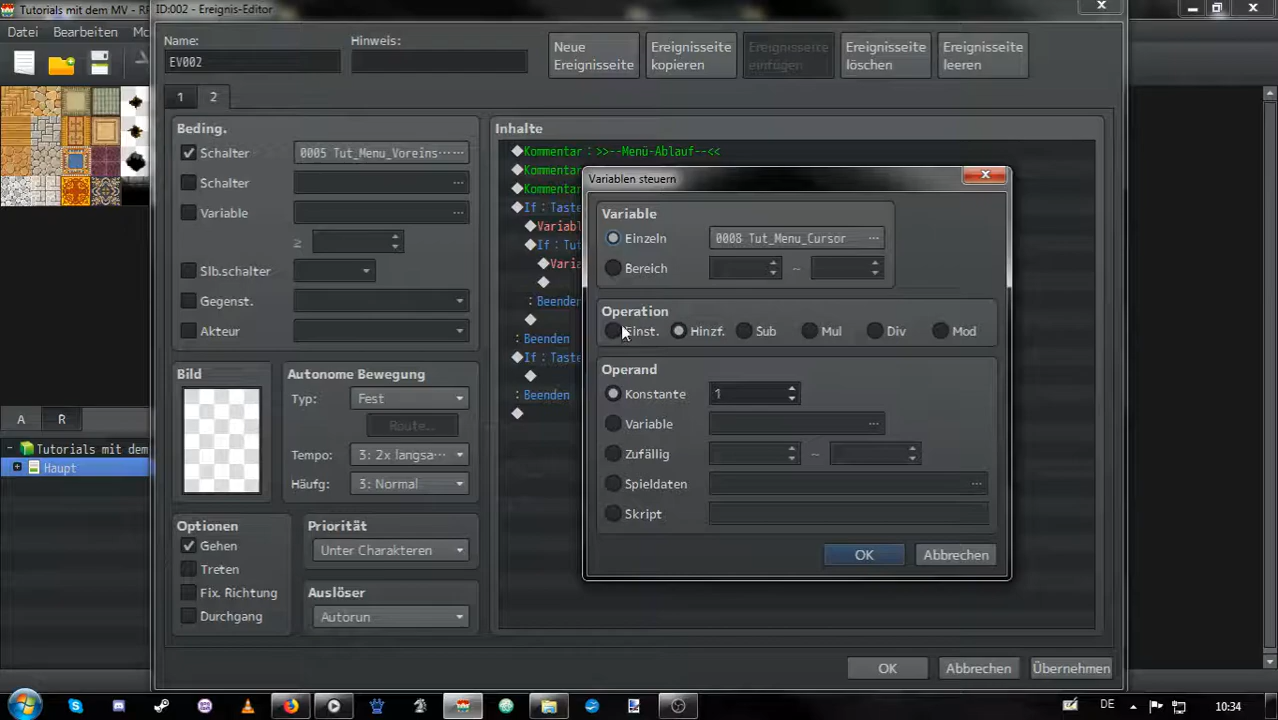 Tutorials mit dem MV - RP
ID:002 - Ereignis-Editor
Datei Bearbeiten Mo
Name:
Hinweis:
EV002
Neue Ereignisseite
Ereignisseite kopieren
Ereignisseite einfügen
Ereignisseite löschen
Ereignisseite leeren
1 2
Beding.
Schalter 0005 Tut_Menu_Voreins··· ···
Schalter ···
Variable ···
≥
Slb.schalter
Gegenst.
Akteur
Bild
Autonome Bewegung
Typ: Fest
Route...
Tempo: 3: 2x langsa···
Häufg: 3: Normal
Optionen
Gehen
Treten
Fix. Richtung
Durchgang
Priorität
Unter Charakteren
Auslöser
Autorun
Inhalte
◆Kommentar：>>--Menü-Ablauf--<<
◆Kommentar
◆Kommentar
◆If：Taste
◆Variabl
◆If：Tut
◆Varia
◆
：Beenden
◆
：Beenden
◆If：Taste
◆
：Beenden
◆
Variablen steuern
Variable
Einzeln 0008 Tut_Menu_Cursor ···
Bereich ~
Operation
Einst. Hinzf. Sub Mul Div Mod
Operand
Konstante 1
Variable ···
Zufällig ~
Spieldaten ···
Skript
OK Abbrechen
OK Abbrechen Übernehmen
A R
Tutorials mit dem
Haupt
DE 10:34